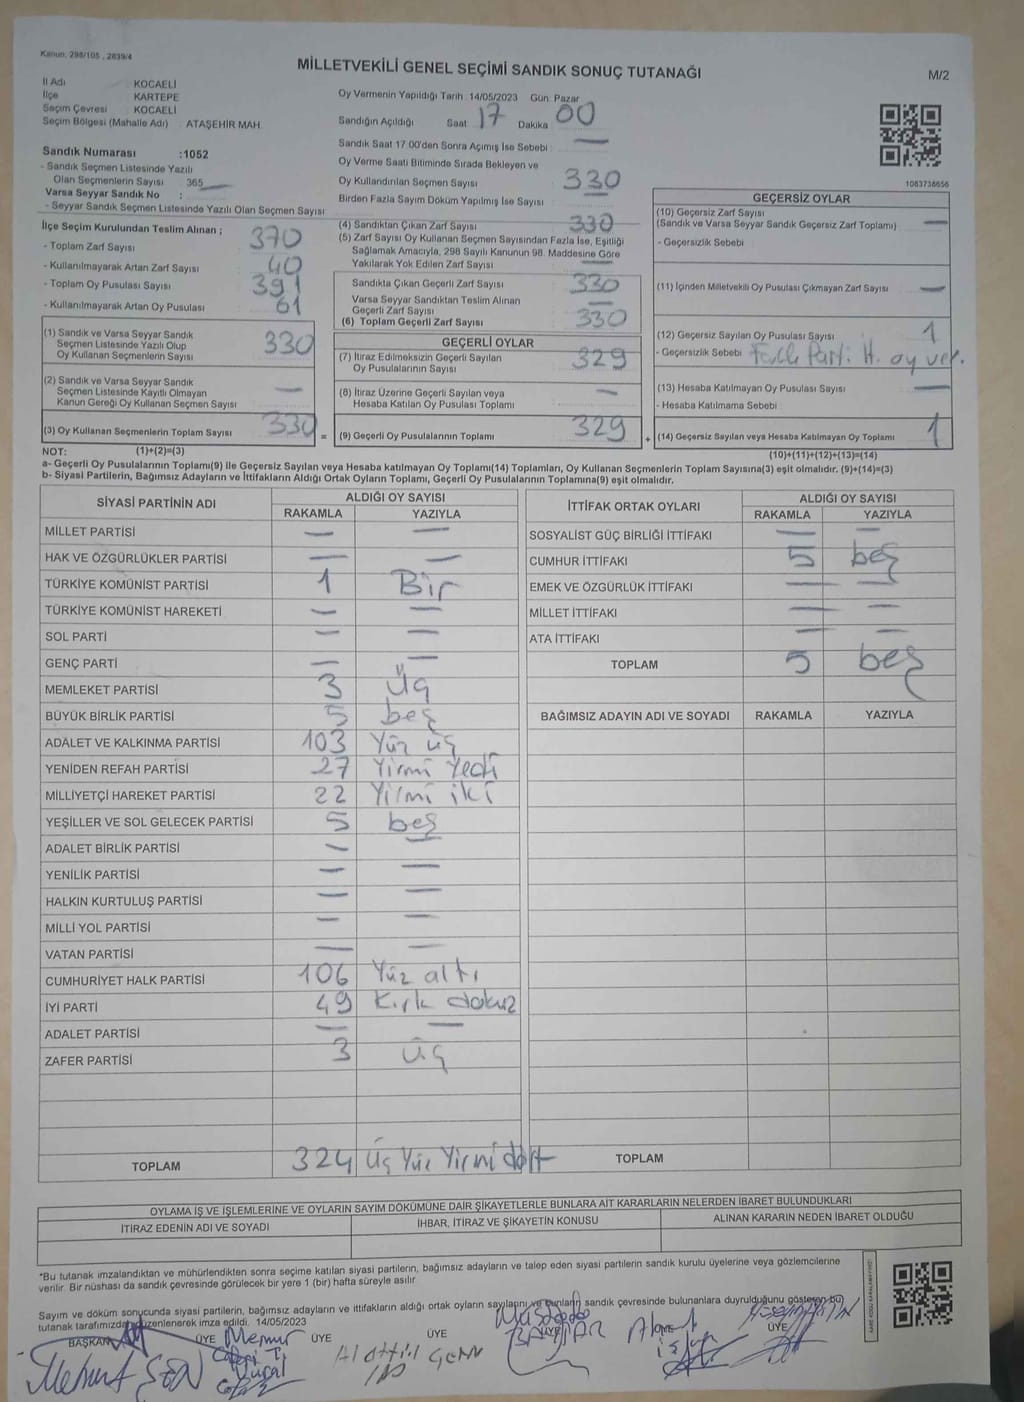 Kanun: 298/105 , 2839/4
MİLLETVEKİLİ GENEL SEÇİMİ SANDIK SONUÇ TUTANAĞI
M/2
İl Adı : KOCAELİ
İlçe : KARTEPE
Seçim Çevresi : KOCAELİ
Seçim Bölgesi (Mahalle Adı) : ATAŞEHİR MAH.
Sandık Numarası :1052
- Sandık Seçmen Listesinde Yazılı
Olan Seçmenlerin Sayısı : 365
Varsa Seyyar Sandık No :
- Seyyar Sandık Seçmen Listesinde Yazılı Olan Seçmen Sayısı :
Oy Vermenin Yapıldığı Tarih :14/05/2023 Gün: Pazar
Sandığın Açıldığı Saat 17 Dakika 00
Sandık Saat 17.00'den Sonra Açımış İse Sebebi : —
Oy Verme Saati Bitiminde Sırada Bekleyen ve
Oy Kullandırılan Seçmen Sayısı 330
Birden Fazla Sayım Döküm Yapılmış İse Sayısı : —
1063736656
İlçe Seçim Kurulundan Teslim Alınan ;
- Toplam Zarf Sayısı 370
- Kullanılmayarak Artan Zarf Sayısı 40
- Toplam Oy Pusulası Sayısı 391
- Kullanılmayarak Artan Oy Pusulası 61
(1) Sandık ve Varsa Seyyar Sandık
Seçmen Listesinde Yazılı Olup
Oy Kullanan Seçmenlerin Sayısı 330
(2) Sandık ve Varsa Seyyar Sandık
Seçmen Listesinde Kayıtlı Olmayan
Kanun Gereği Oy Kullanan Seçmen Sayısı —
(3) Oy Kullanan Seçmenlerin Toplam Sayısı 330 =
(4) Sandıktan Çıkan Zarf Sayısı 330
(5) Zarf Sayısı Oy Kullanan Seçmen Sayısından Fazla İse, Eşitliği
Sağlamak Amacıyla, 298 Sayılı Kanunun 98. Maddesine Göre
Yakılarak Yok Edilen Zarf Sayısı —
Sandıkta Çıkan Geçerli Zarf Sayısı 330
Varsa Seyyar Sandıktan Teslim Alınan
Geçerli Zarf Sayısı —
(6) Toplam Geçerli Zarf Sayısı 330
GEÇERLİ OYLAR
(7) İtiraz Edilmeksizin Geçerli Sayılan
Oy Pusulalarının Sayısı 329
(8) İtiraz Üzerine Geçerli Sayılan veya
Hesaba Katılan Oy Pusulası Toplamı —
(9) Geçerli Oy Pusulalarının Toplamı 329 +
GEÇERSİZ OYLAR
(10) Geçersiz Zarf Sayısı
(Sandık ve Varsa Seyyar Sandık Geçersiz Zarf Toplamı) —
- Geçersizlik Sebebi :
(11) İçinden Milletvekili Oy Pusulası Çıkmayan Zarf Sayısı —
(12) Geçersiz Sayılan Oy Pusulası Sayısı 1
- Geçersizlik Sebebi : Parti oy ver.
(13) Hesaba Katılmayan Oy Pusulası Sayısı —
- Hesaba Katılmama Sebebi :
(14) Geçersiz Sayılan veya Hesaba Katılmayan Oy Toplamı 1
NOT: (1)+(2)=(3) (10)+(11)+(12)+(13)=(14)
a- Geçerli Oy Pusulalarının Toplamı(9) ile Geçersiz Sayılan veya Hesaba katılmayan Oy Toplamı(14) Toplamları, Oy Kullanan Seçmenlerin Toplam Sayısına(3) eşit olmalıdır. (9)+(14)=(3)
b- Siyasi Partilerin, Bağımsız Adayların ve İttifakların Aldığı Ortak Oyların Toplamı, Geçerli Oy Pusulalarının Toplamına(9) eşit olmalıdır.
SİYASİ PARTİNİN ADI ALDIĞI OY SAYISI
RAKAMLA YAZIYLA
MİLLET PARTİSİ — —
HAK VE ÖZGÜRLÜKLER PARTİSİ — —
TÜRKİYE KOMÜNİST PARTİSİ 1 Bir
TÜRKİYE KOMÜNİST HAREKETİ — —
SOL PARTİ — —
GENÇ PARTİ — —
MEMLEKET PARTİSİ 3 Üç
BÜYÜK BİRLİK PARTİSİ 5 beş
ADALET VE KALKINMA PARTİSİ 103 Yüz üç
YENİDEN REFAH PARTİSİ 27 Yirmi Yedi
MİLLİYETÇİ HAREKET PARTİSİ 22 Yirmi iki
YEŞİLLER VE SOL GELECEK PARTİSİ 5 beş
ADALET BİRLİK PARTİSİ — —
YENİLİK PARTİSİ — —
HALKIN KURTULUŞ PARTİSİ — —
MİLLİ YOL PARTİSİ — —
VATAN PARTİSİ — —
CUMHURİYET HALK PARTİSİ 106 Yüz altı
İYİ PARTİ 49 Kırk dokuz
ADALET PARTİSİ — —
ZAFER PARTİSİ 3 üç
TOPLAM 324 Üç Yüz Yirmi dört
İTTİFAK ORTAK OYLARI ALDIĞI OY SAYISI
RAKAMLA YAZIYLA
SOSYALİST GÜÇ BİRLİĞİ İTTİFAKI — —
CUMHUR İTTİFAKI 5 beş
EMEK VE ÖZGÜRLÜK İTTİFAKI — —
MİLLET İTTİFAKI — —
ATA İTTİFAKI — —
TOPLAM 5 beş
BAĞIMSIZ ADAYIN ADI VE SOYADI RAKAMLA YAZIYLA
TOPLAM
OYLAMA İŞ VE İŞLEMLERİNE VE OYLARIN SAYIM DÖKÜMÜNE DAİR ŞİKAYETLERLE BUNLARA AİT KARARLARIN NELERDEN İBARET BULUNDUKLARI
İTİRAZ EDENİN ADI VE SOYADI İHBAR, İTİRAZ VE ŞİKAYETİN KONUSU ALINAN KARARIN NEDEN İBARET OLDUĞU
*Bu tutanak imzalandıktan ve mühürlendikten sonra seçime katılan siyasi partilerin, bağımsız adayların ve talep eden siyasi partilerin sandık kurulu üyelerine veya gözlemcilerine
verilir. Bir nüshası da sandık çevresinde görülecek bir yere 1 (bir) hafta süreyle asılır.
Sayım ve döküm sonucunda siyasi partilerin, bağımsız adayların ve ittifakların aldığı ortak oyların sayılarını ve bunların sandık çevresinde bulunanlara duyrulduğunu gösteren bu
tutanak tarafımızdan düzenlenerek imza edildi. 14/05/2023
BAŞKAN ÜYE ÜYE ÜYE ÜYE ÜYE
Memur